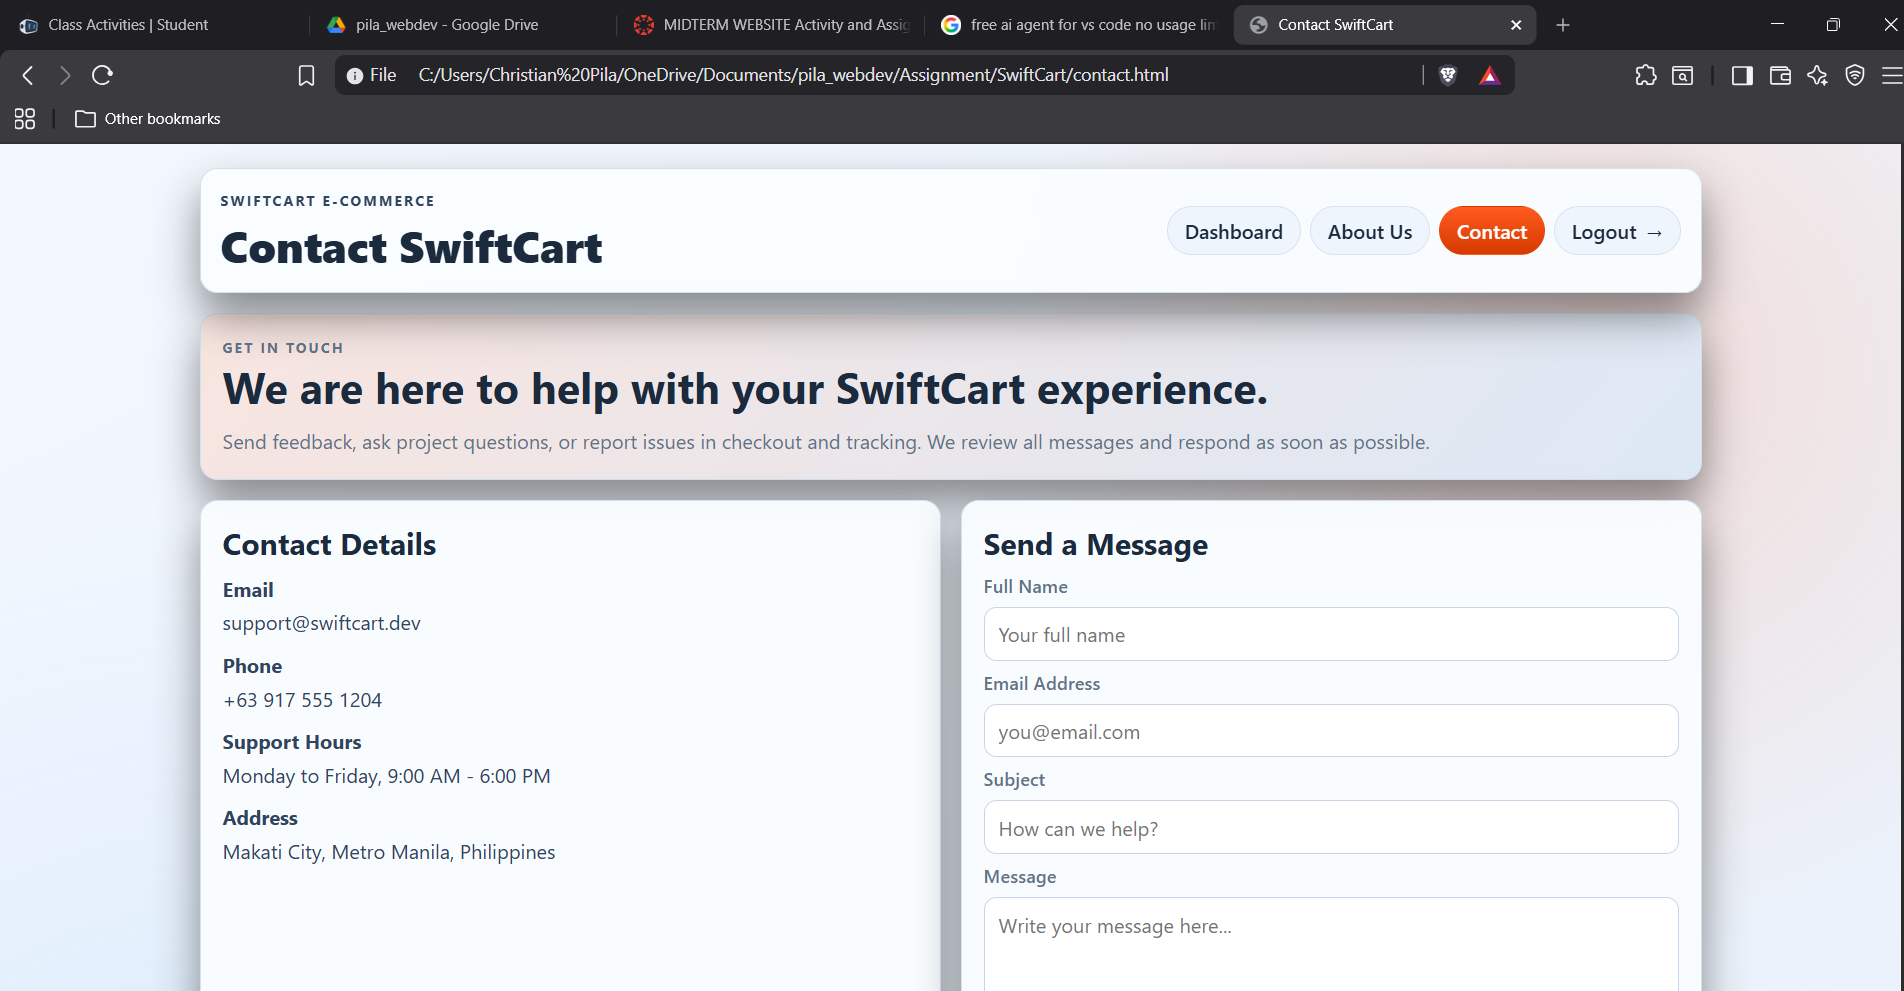 Class Activities | Student
pila_webdev - Google Drive
MIDTERM WEBSITE Activity and Assig
free ai agent for vs code no usage lim
Contact SwiftCart
File
C:/Users/Christian%20Pila/OneDrive/Documents/pila_webdev/Assignment/SwiftCart/contact.html
Other bookmarks
SWIFTCART E-COMMERCE
Contact SwiftCart
Dashboard
About Us
Contact
Logout →
GET IN TOUCH
We are here to help with your SwiftCart experience.
Send feedback, ask project questions, or report issues in checkout and tracking. We review all messages and respond as soon as possible.
Contact Details
Email
support@swiftcart.dev
Phone
+63 917 555 1204
Support Hours
Monday to Friday, 9:00 AM - 6:00 PM
Address
Makati City, Metro Manila, Philippines
Send a Message
Full Name
Your full name
Email Address
you@email.com
Subject
How can we help?
Message
Write your message here...